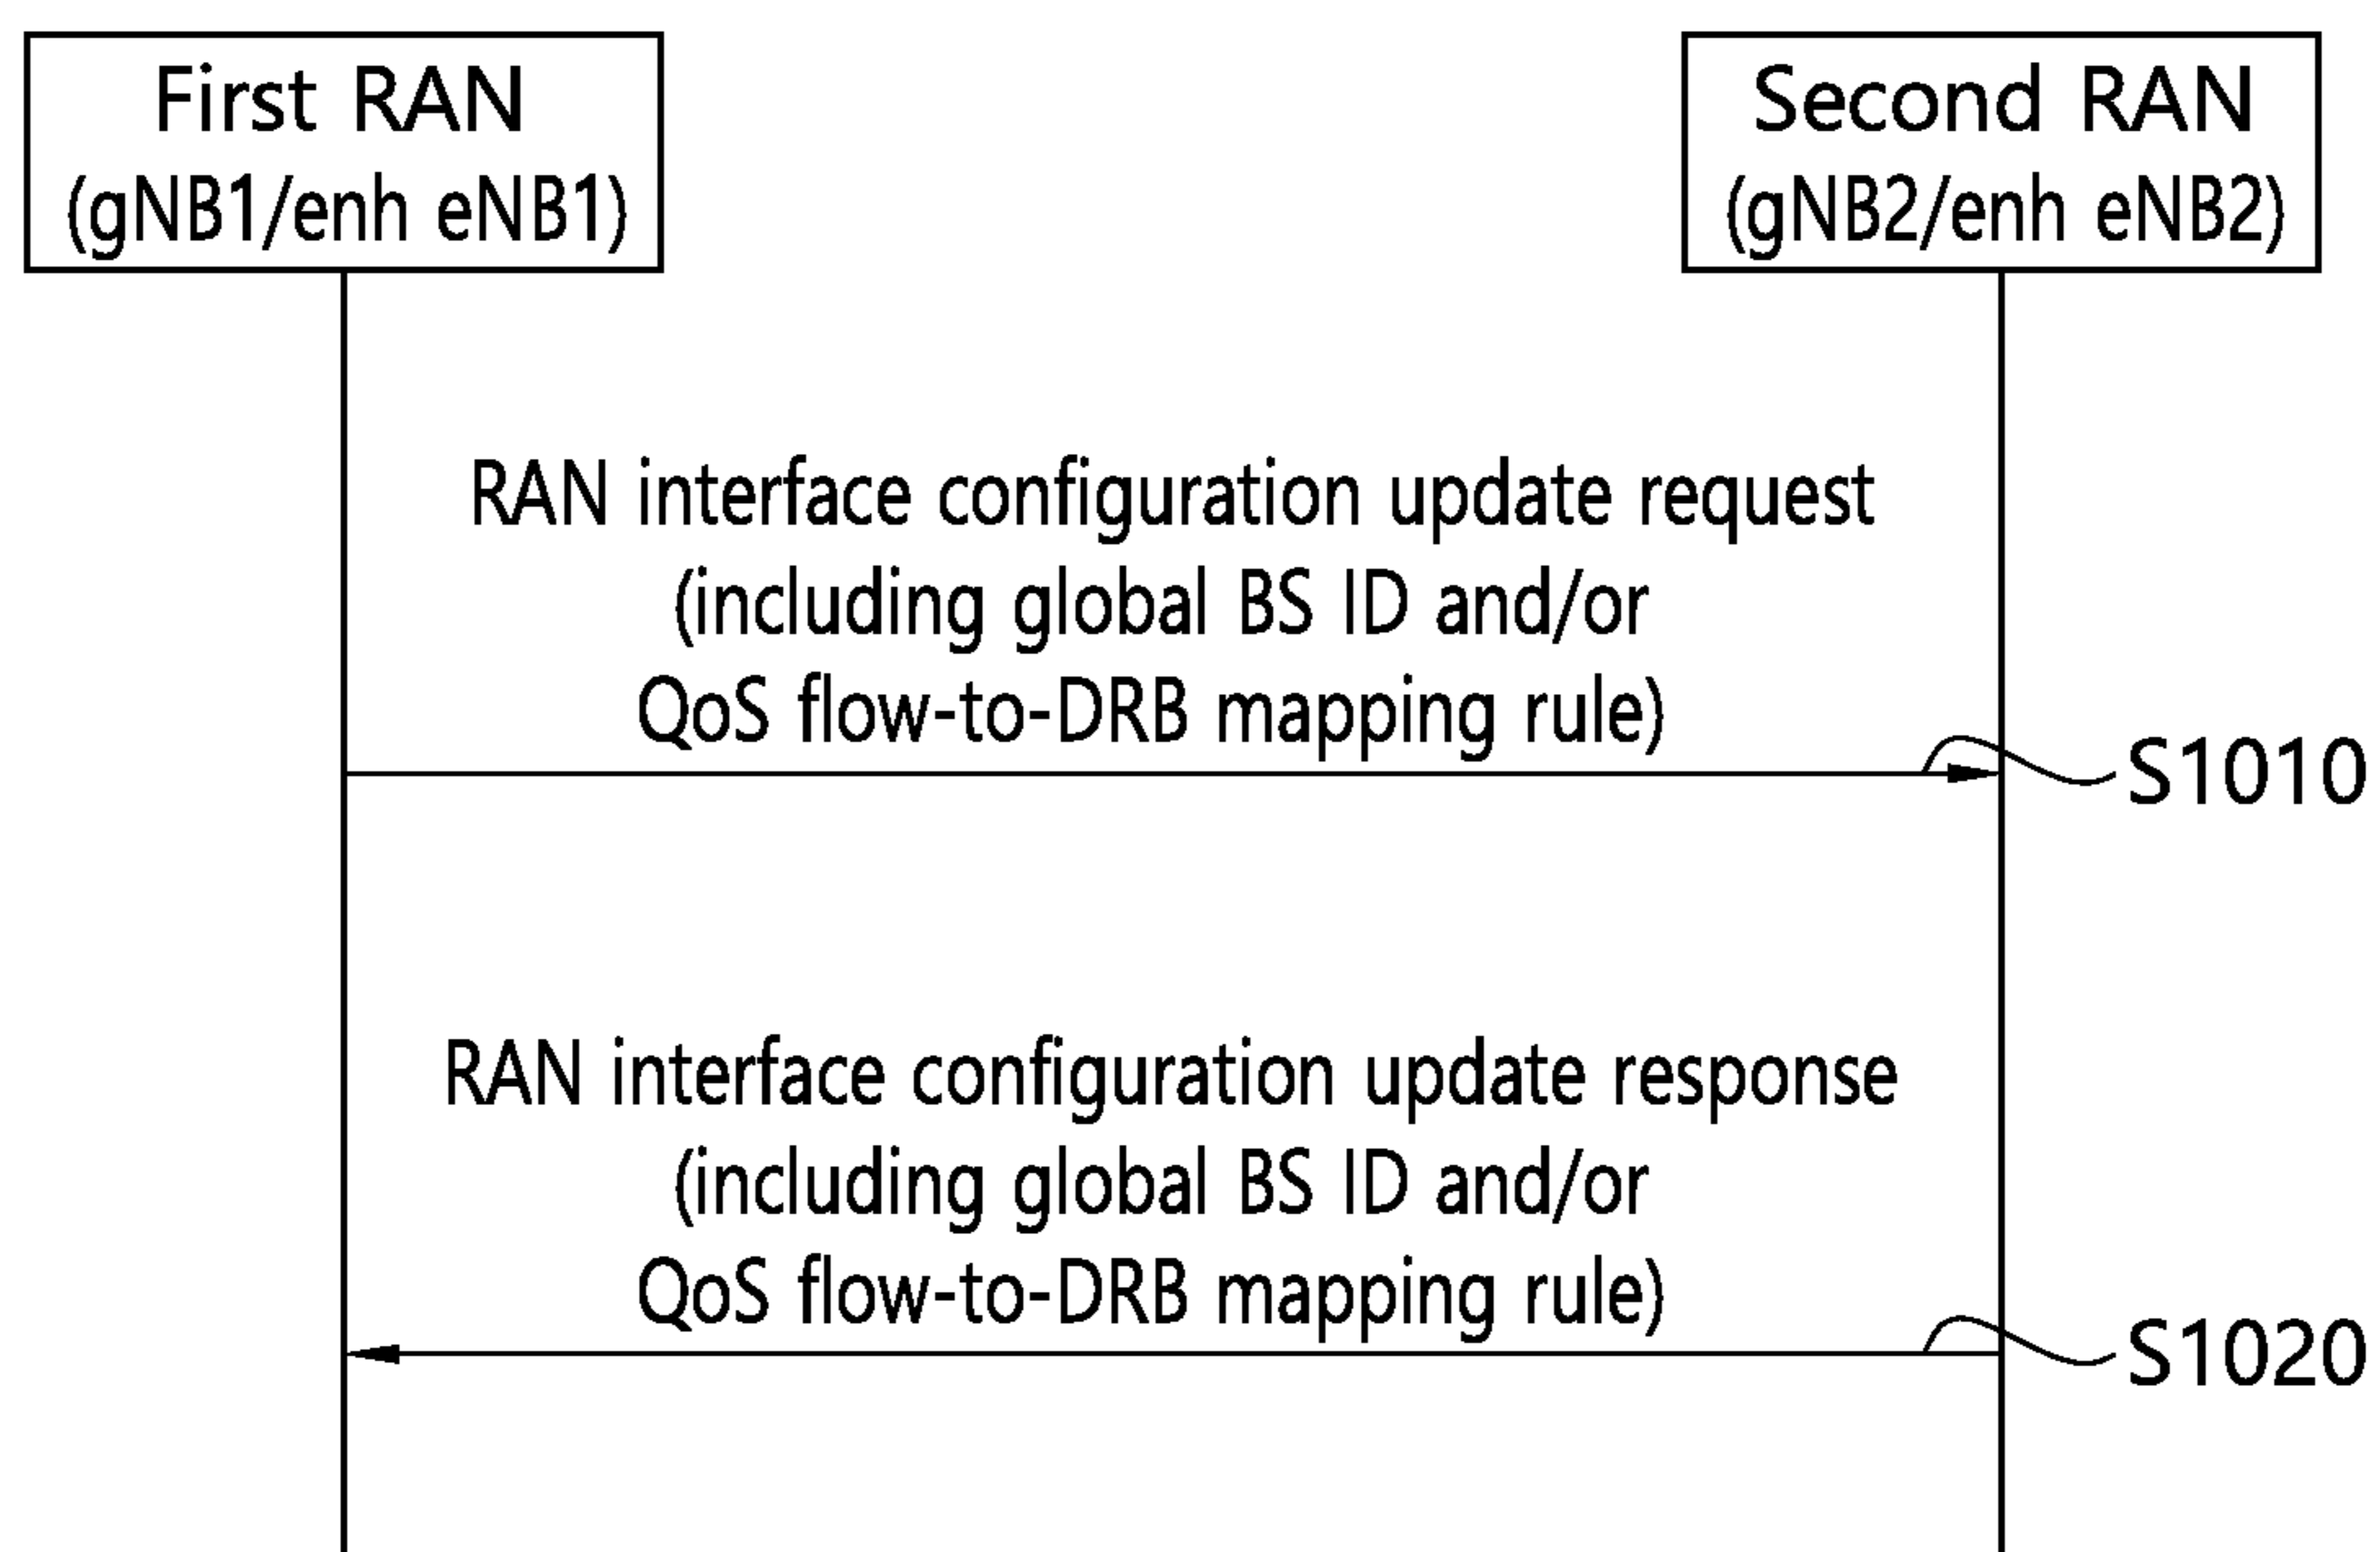 First RAN
(gNB1/enh eNB1)
Second RAN
(gNB2/enh eNB2)
RAN interface configuration update request
(including global BS ID and/or
QoS flow-to-DRB mapping rule)
S1010
RAN interface configuration update response
(including global BS ID and/or
QoS flow-to-DRB mapping rule)
S1020